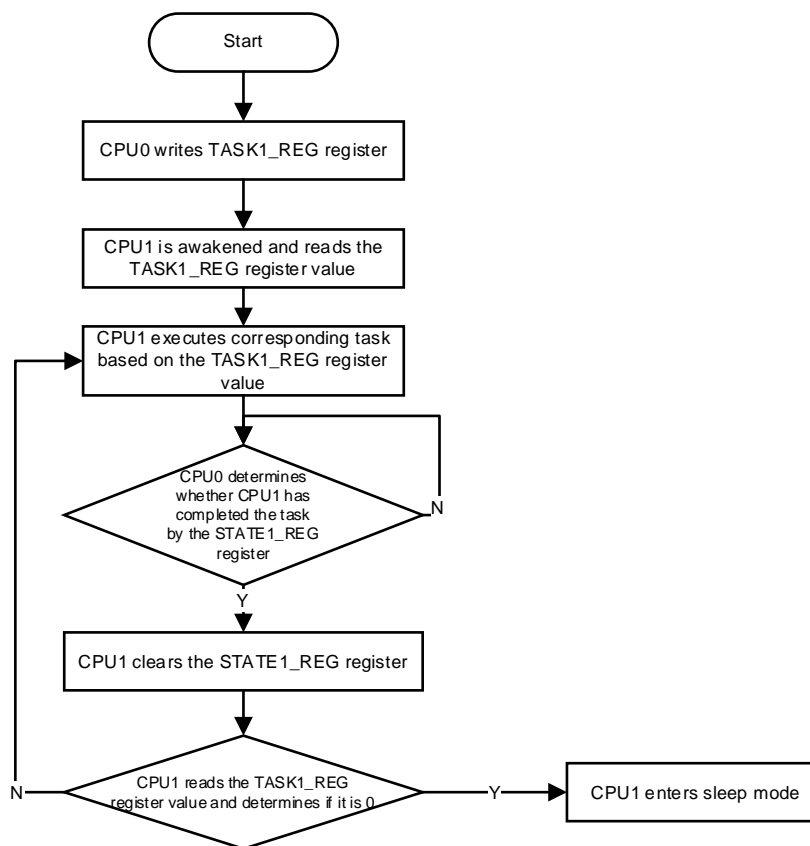 Start
CPU0 writes TASK1_REG register
CPU1 is awakened and reads the
TASK1_REG register value
CPU1 executes corresponding task
based on the TASK1_REG register
value
CPU0 determines
whether CPU1 has
completed the task
by the STATE1_REG
register
N
Y
CPU1 clears the STATE1_REG register
CPU1 reads the TASK1_REG
register value and determines if it is 0
N
Y
CPU1 enters sleep mode